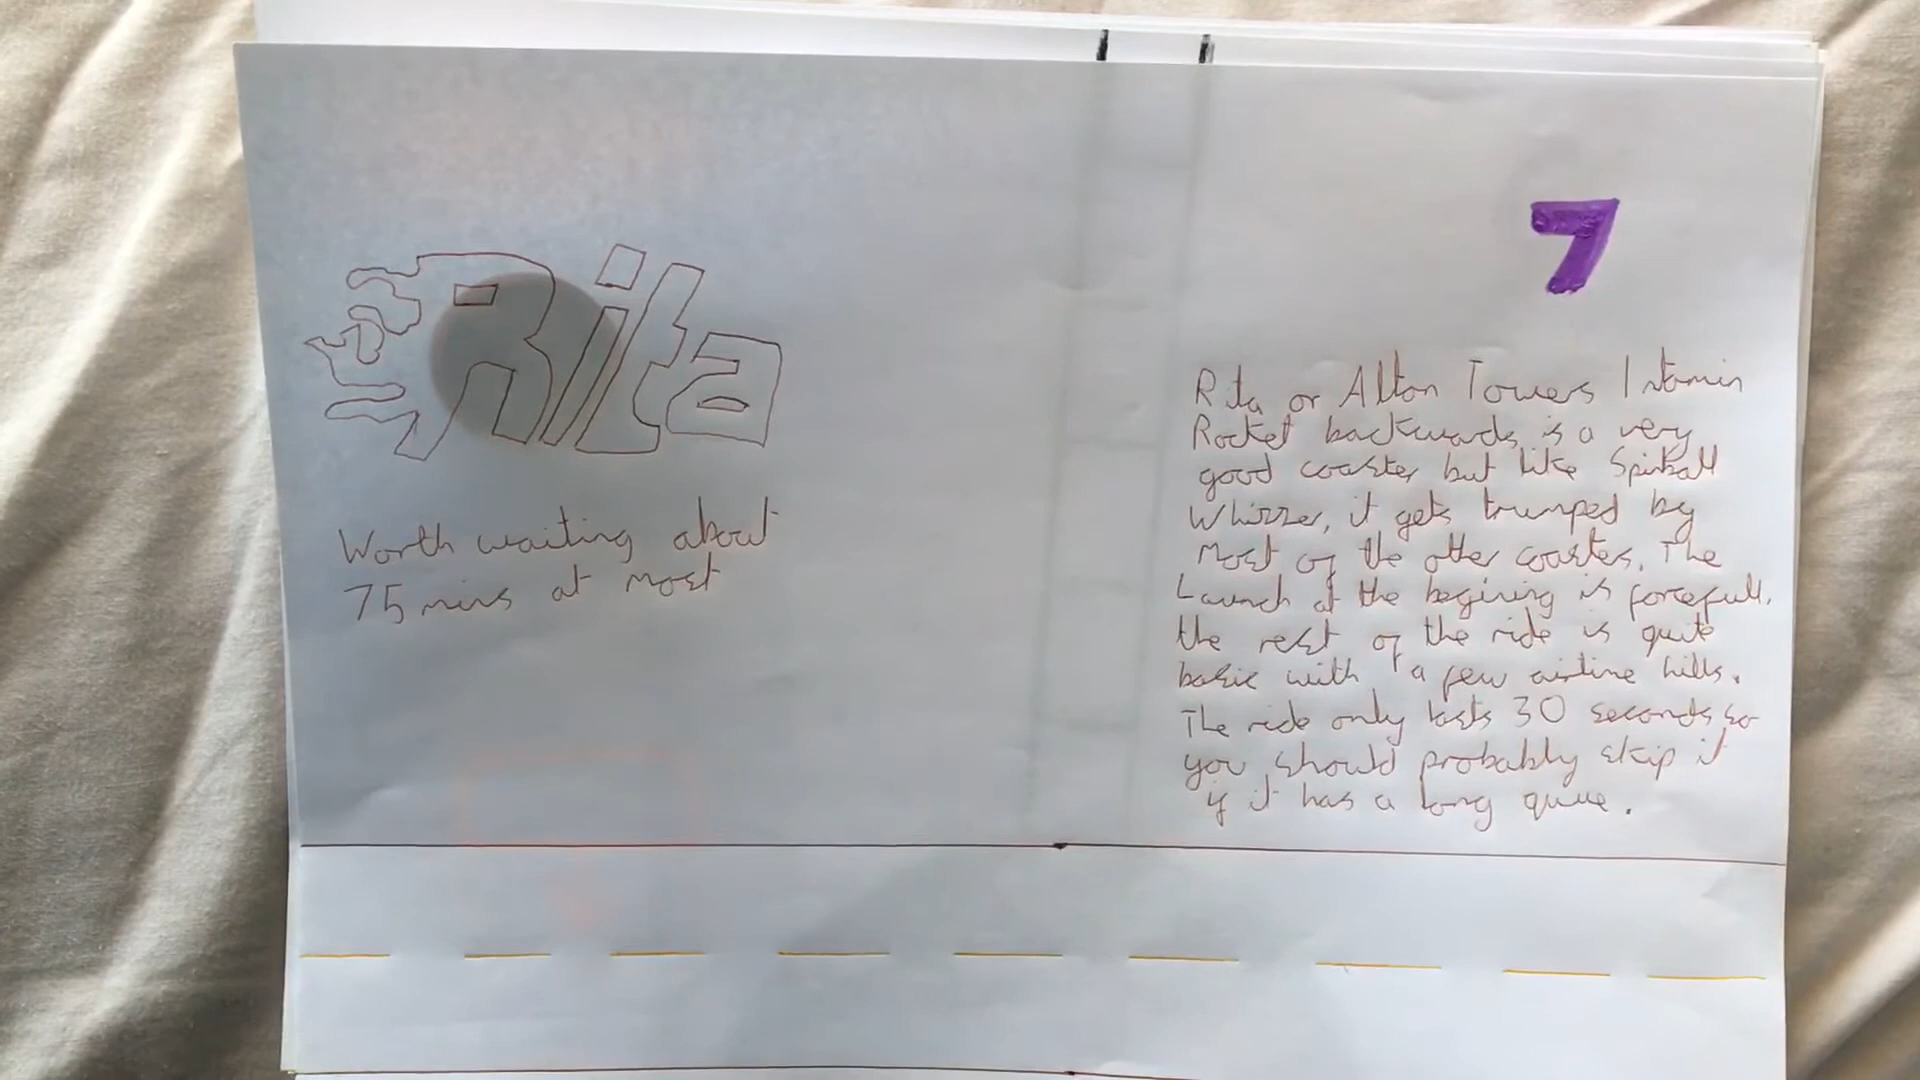 Rita
Worth waiting about
75 mins at most
7
Rita or Alton Towers Intamin
Rocket backwards is a very
good coaster but like Spinball
Whizzer, it gets trumped by
Most of the other coasters. The
Launch at the begining is forcefull.
the rest of the ride is quite
basic with a few airtime hills.
The ride only lasts 30 seconds so
you should probably skip it
if it has a long queue.